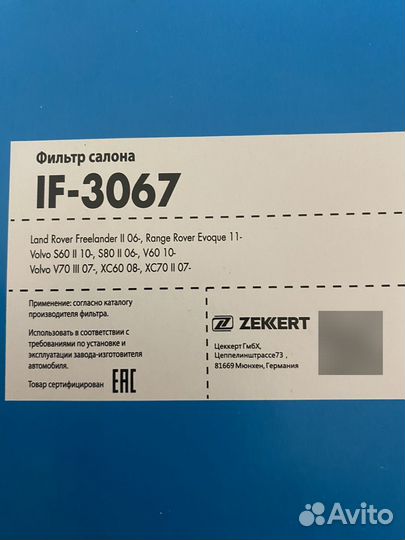 Фильтр салона
IF-3067
Land Rover Freelander II 06-, Range Rover Evoque 11-
Volvo S60 II 10-, S80 II 06-, V60 10-
Volvo V70 III 07-, XC60 08-, XC70 II 07-
Применение: согласно каталогу
производителя фильтра.
Использовать в соответствии с
требованиями по установке и
эксплуатации завода-изготовителя
автомобиля.
Товар сертифицирован EAC
ZEKKERT
Цеккерт ГмбХ,
Цеппелинштрассе73 ,
81669 Мюнхен, Германия
Avito